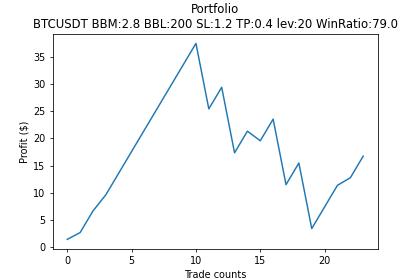 Portfolio
BTCUSDT BBM:2.8 BBL:200 SL:1.2 TP:0.4 lev:20 WinRatio:79.0
35
30
25
20
15
10
5
0
Profit ($)
0 5 10 15 20
Trade counts